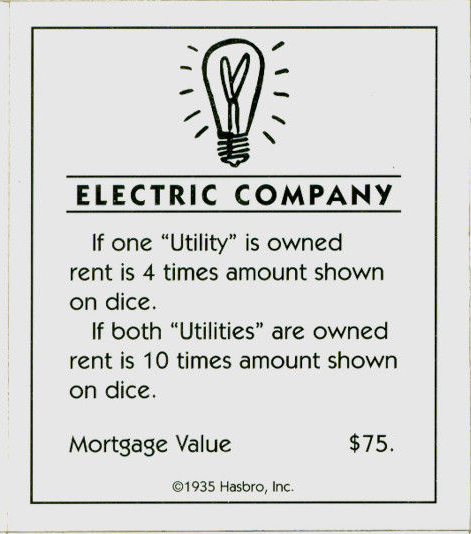 ELECTRIC COMPANY
If one “Utility” is owned
rent is 4 times amount shown
on dice.
If both “Utilities” are owned
rent is 10 times amount shown
on dice.
Mortgage Value $75.
©1935 Hasbro, Inc.